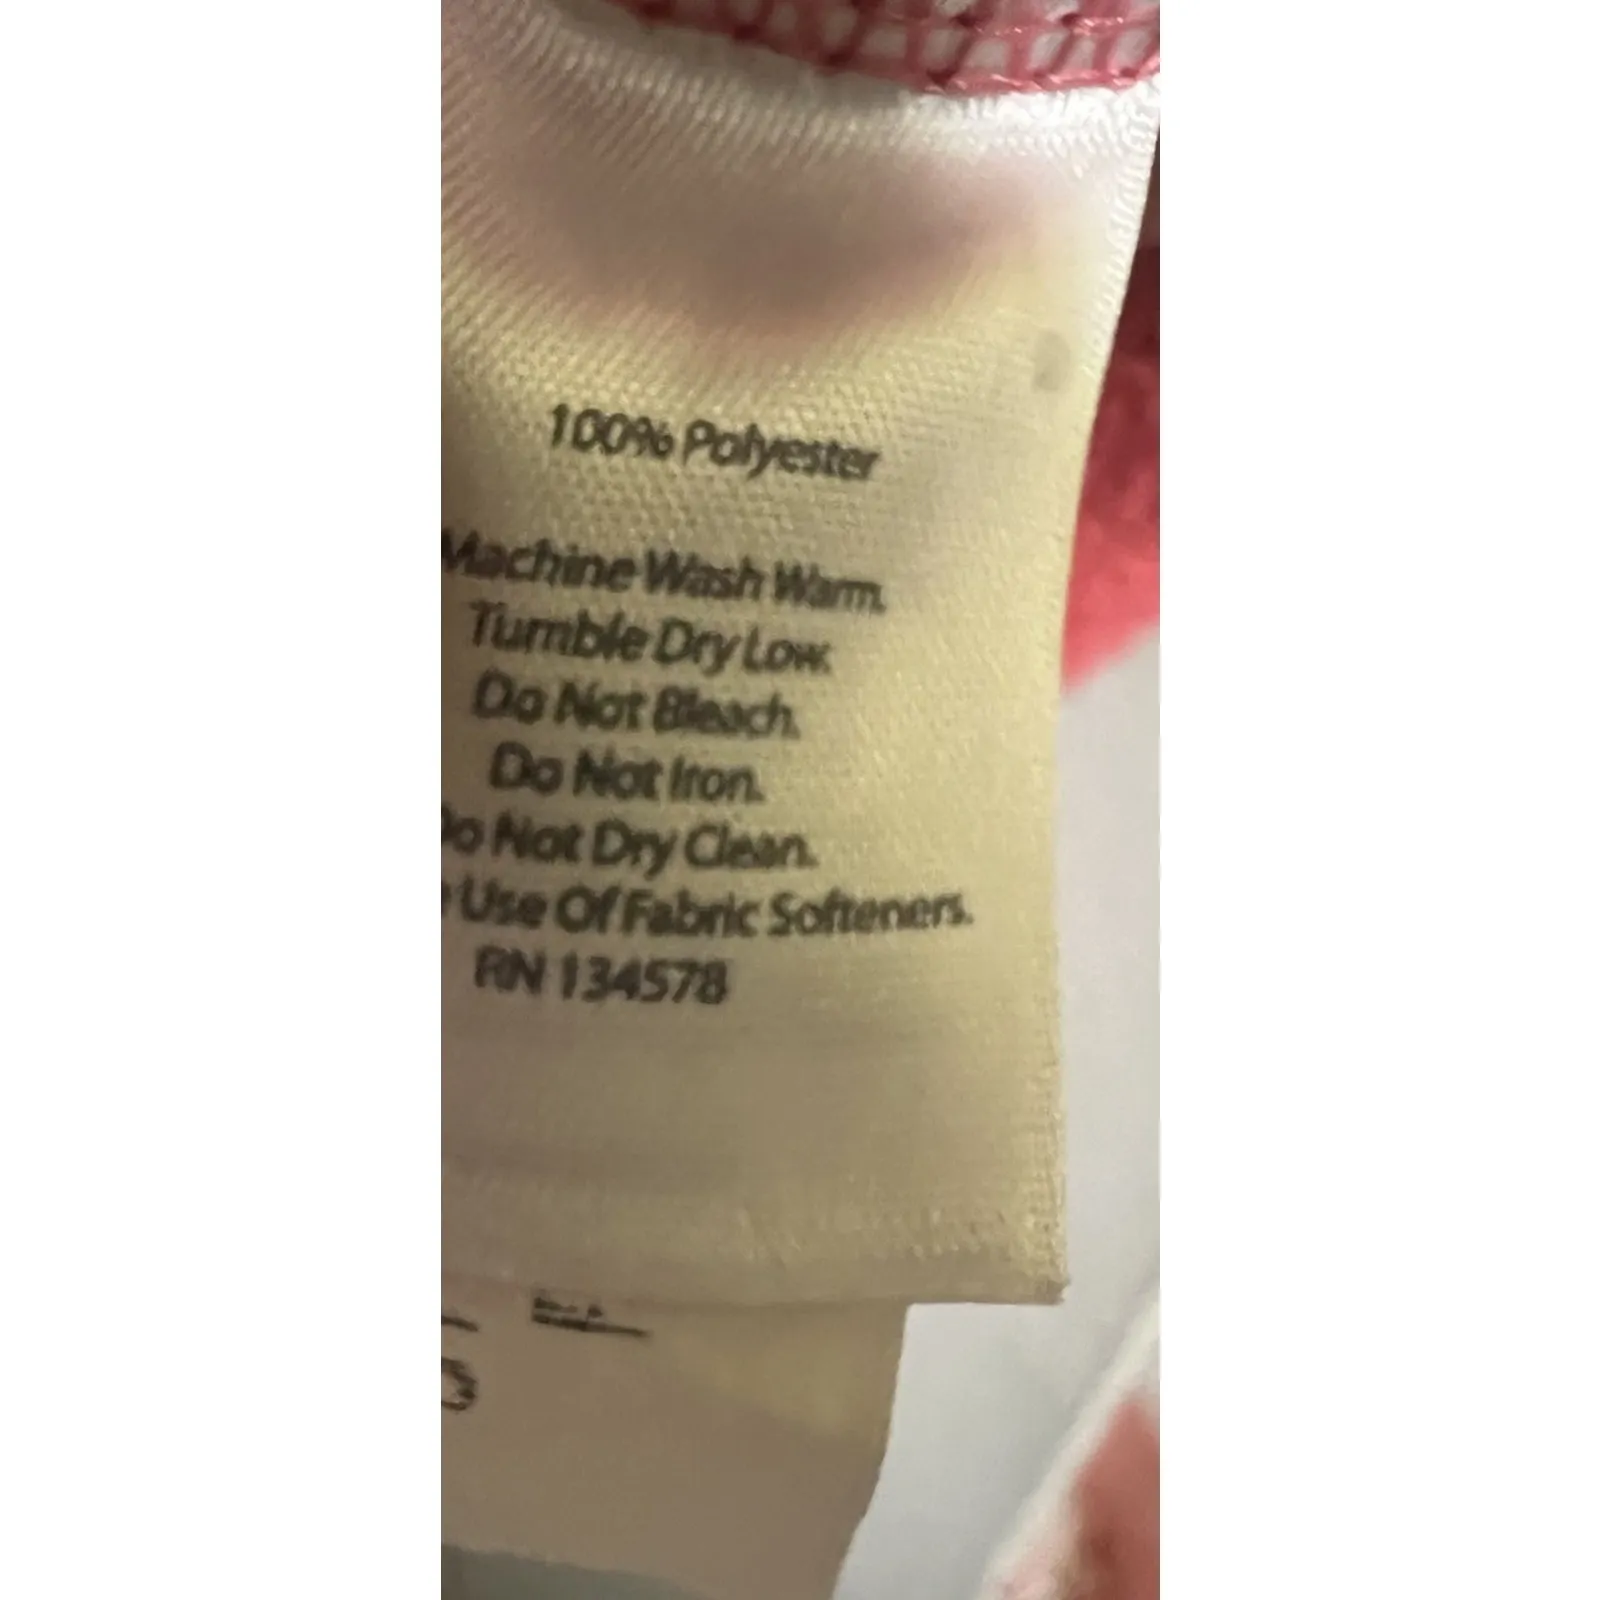 100% Polyester
Machine Wash Warm.
Tumble Dry Low.
Do Not Bleach.
Do Not Iron.
Do Not Dry Clean.
Use Of Fabric Softeners.
RN 134578